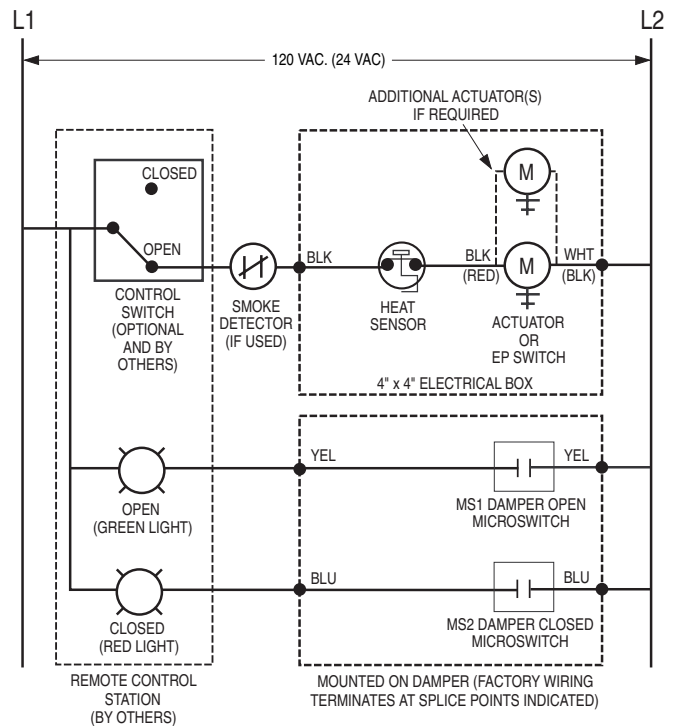 L1
L2
120 VAC. (24 VAC)
ADDITIONAL ACTUATOR(S)
IF REQUIRED
CLOSED
M
OPEN
BLK
BLK
(RED)
M
WHT
(BLK)
CONTROL
SWITCH
(OPTIONAL
AND BY
OTHERS)
SMOKE
DETECTOR
(IF USED)
HEAT
SENSOR
ACTUATOR
OR
EP SWITCH
4" x 4" ELECTRICAL BOX
YEL
YEL
OPEN
(GREEN LIGHT)
MS1 DAMPER OPEN
MICROSWITCH
BLU
BLU
CLOSED
(RED LIGHT)
MS2 DAMPER CLOSED
MICROSWITCH
REMOTE CONTROL
STATION
(BY OTHERS)
MOUNTED ON DAMPER (FACTORY WIRING
TERMINATES AT SPLICE POINTS INDICATED)